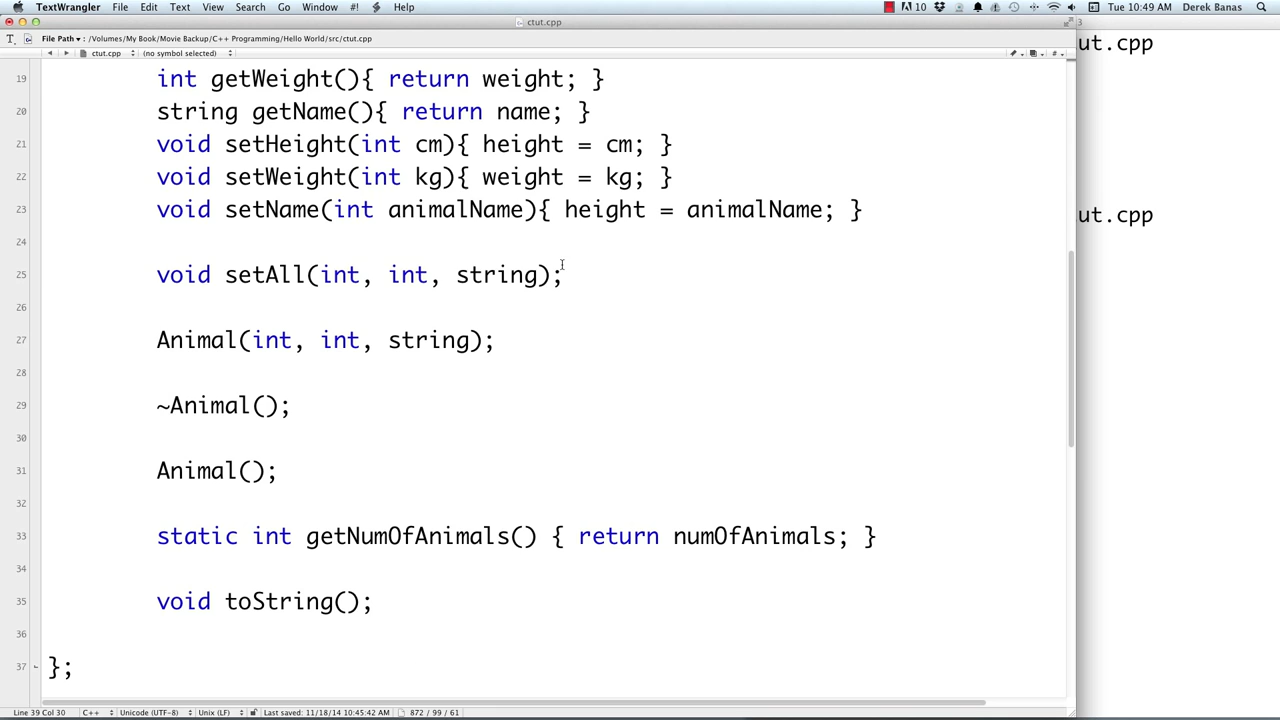 TextWrangler File Edit Text View Search Go Window #! Help 10 Tue 10:49 AM Derek Banas
ctut.cpp
File Path ▾ : /Volumes/My Book/Movie Backup/C++ Programming/Hello World/src/ctut.cpp
ctut.cpp (no symbol selected)
19 int getWeight(){ return weight; }
20 string getName(){ return name; }
21 void setHeight(int cm){ height = cm; }
22 void setWeight(int kg){ weight = kg; }
23 void setName(int animalName){ height = animalName; }
24
25 void setAll(int, int, string);
26
27 Animal(int, int, string);
28
29 ~Animal();
30
31 Animal();
32
33 static int getNumOfAnimals() { return numOfAnimals; }
34
35 void toString();
36
37 };
Line 39 Col 30 C++ Unicode (UTF-8) Unix (LF) Last saved: 11/18/14 10:45:42 AM 872 / 99 / 61
3
ut.cpp
tut.cpp